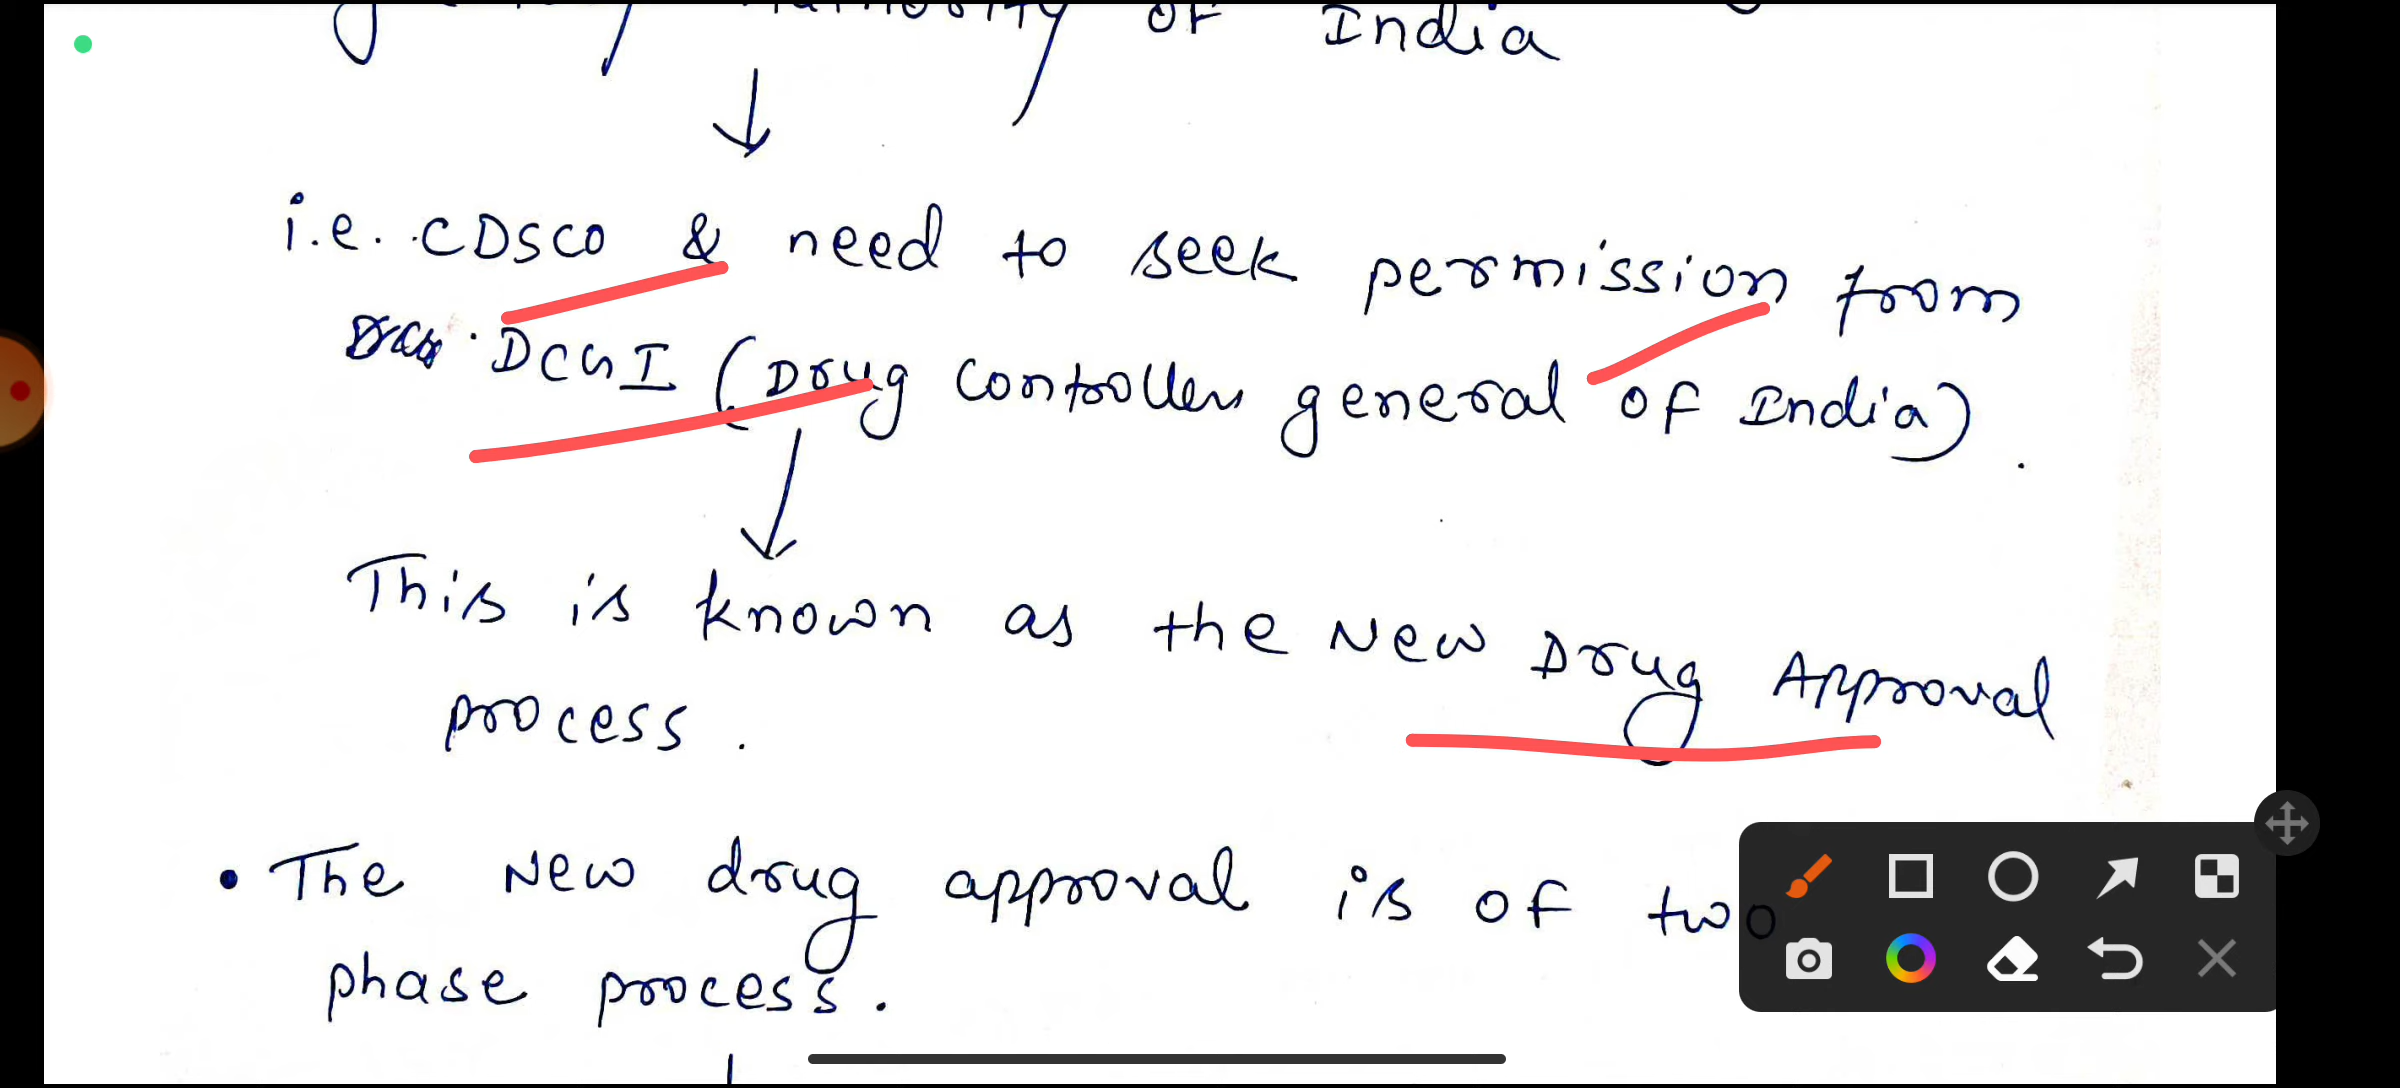 of India
i.e. CDSCO & need to seek permission from
DCGI (Drug Controller general of India).
This is known as the New Drug Approval
process.
• The New drug approval is of two
phase process.